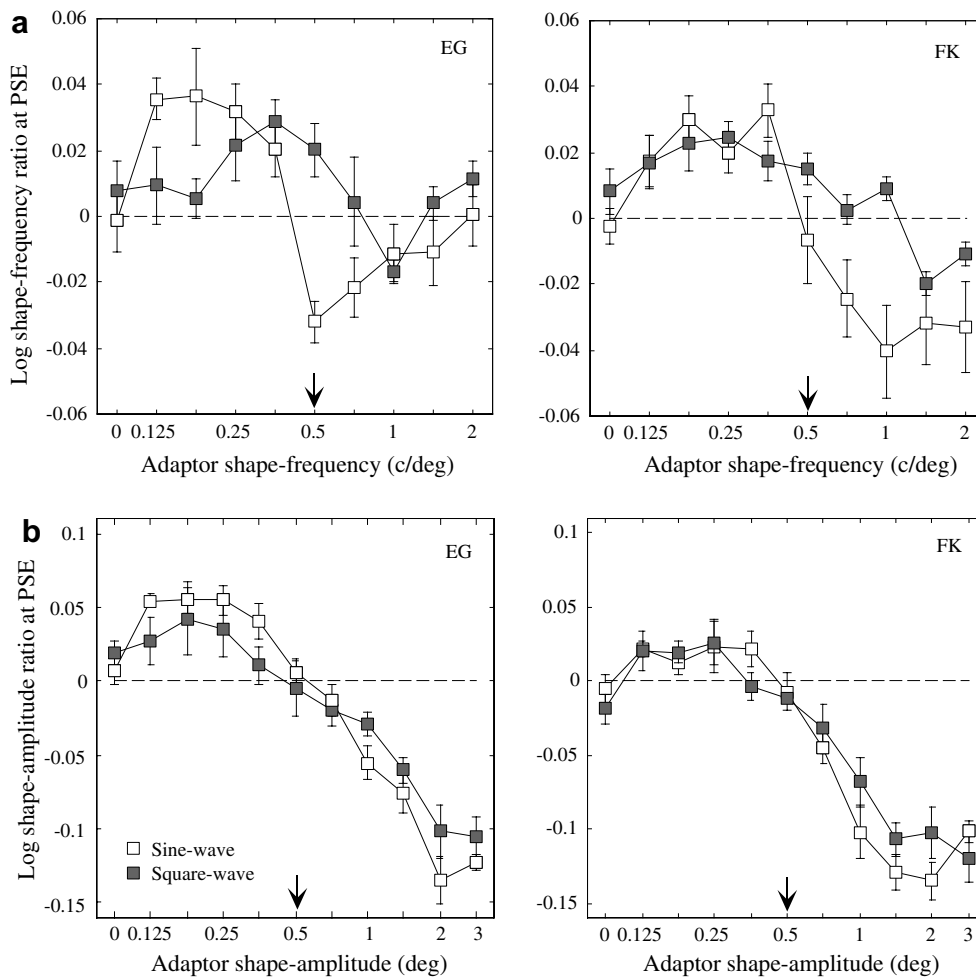 a
EG
FK
Log shape-frequency ratio at PSE
0.06
0.04
0.02
0
-0.02
-0.04
-0.06
0 0.125 0.25 0.5 1 2
Adaptor shape-frequency (c/deg)
0.06
0.04
0.02
0
-0.02
-0.04
-0.06
0 0.125 0.25 0.5 1 2
Adaptor shape-frequency (c/deg)
b
EG
FK
Log shape-amplitude ratio at PSE
0.1
0.05
0
-0.05
-0.1
-0.15
Sine-wave
Square-wave
0 0.125 0.25 0.5 1 2 3
Adaptor shape-amplitude (deg)
0.1
0.05
0
-0.05
-0.1
-0.15
0 0.125 0.25 0.5 1 2 3
Adaptor shape-amplitude (deg)